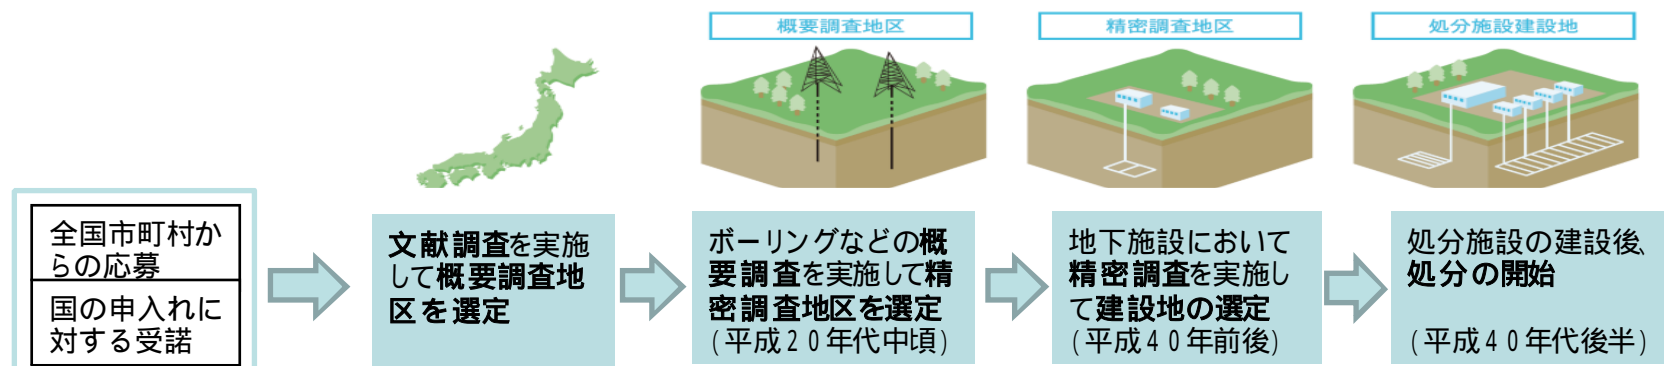 概要調査地区
精密調査地区
処分施設建設地
全国市町村か
らの応募
国の申入れに
対する受諾
文献調査を実施
して概要調査地
区を選定
ボーリングなどの概
要調査を実施して精
密調査地区を選定
(平成20年代中頃)
地下施設において
精密調査を実施し
て建設地の選定
(平成40年前後)
処分施設の建設後、
処分の開始
(平成40年代後半)